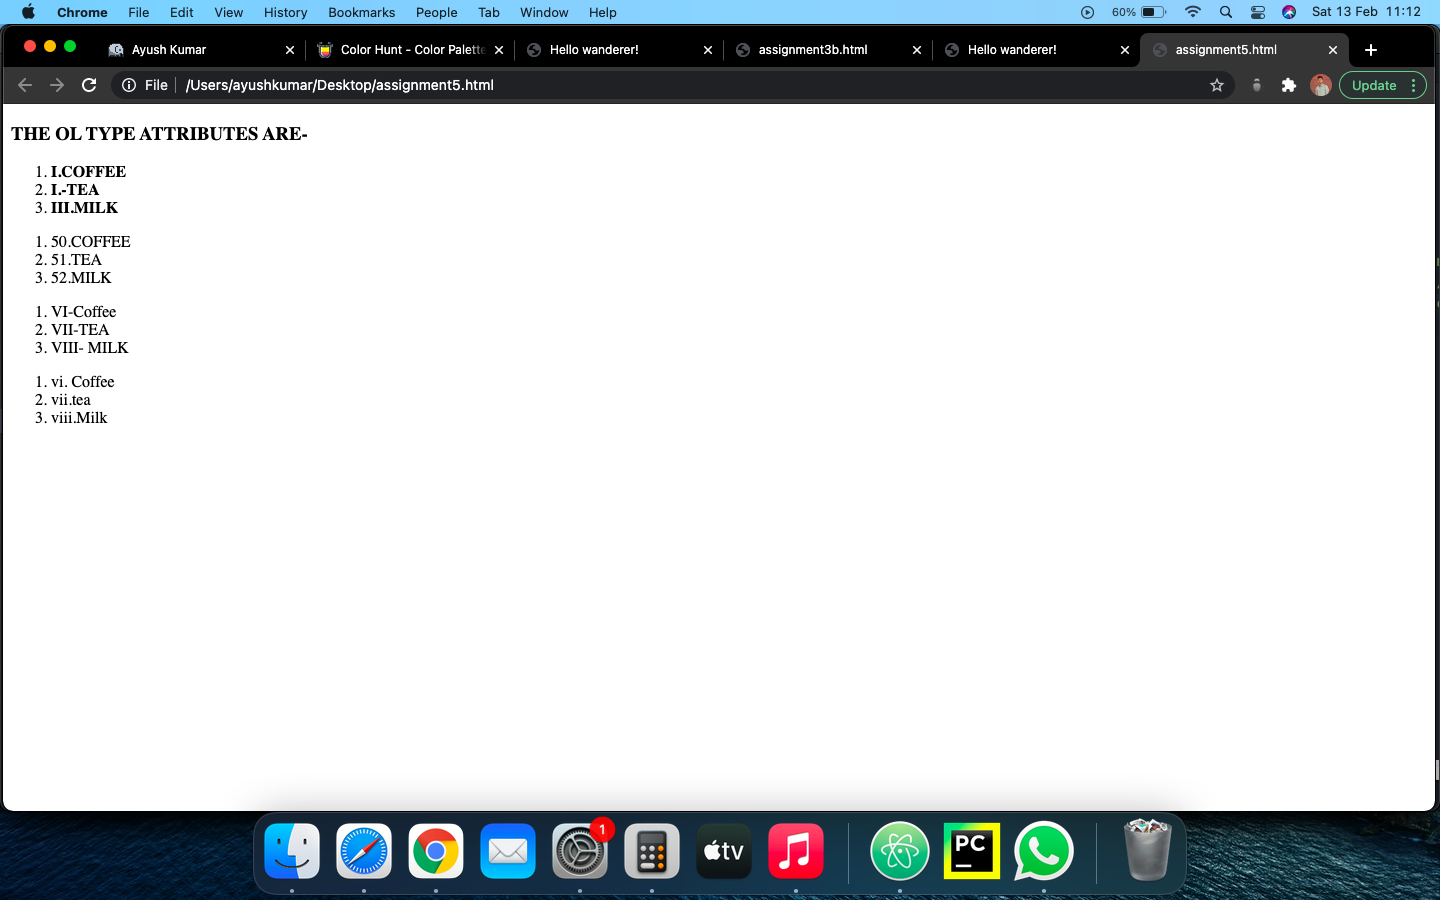 Chrome File Edit View History Bookmarks People Tab Window Help 60% Sat 13 Feb 11:12
Ayush Kumar Color Hunt - Color Palette Hello wanderer! assignment3b.html Hello wanderer! assignment5.html
File /Users/ayushkumar/Desktop/assignment5.html Update
THE OL TYPE ATTRIBUTES ARE-
1. I.COFFEE
2. I.-TEA
3. III.MILK
1. 50.COFFEE
2. 51.TEA
3. 52.MILK
1. VI-Coffee
2. VII-TEA
3. VIII- MILK
1. vi. Coffee
2. vii.tea
3. viii.Milk
1
tv
PC